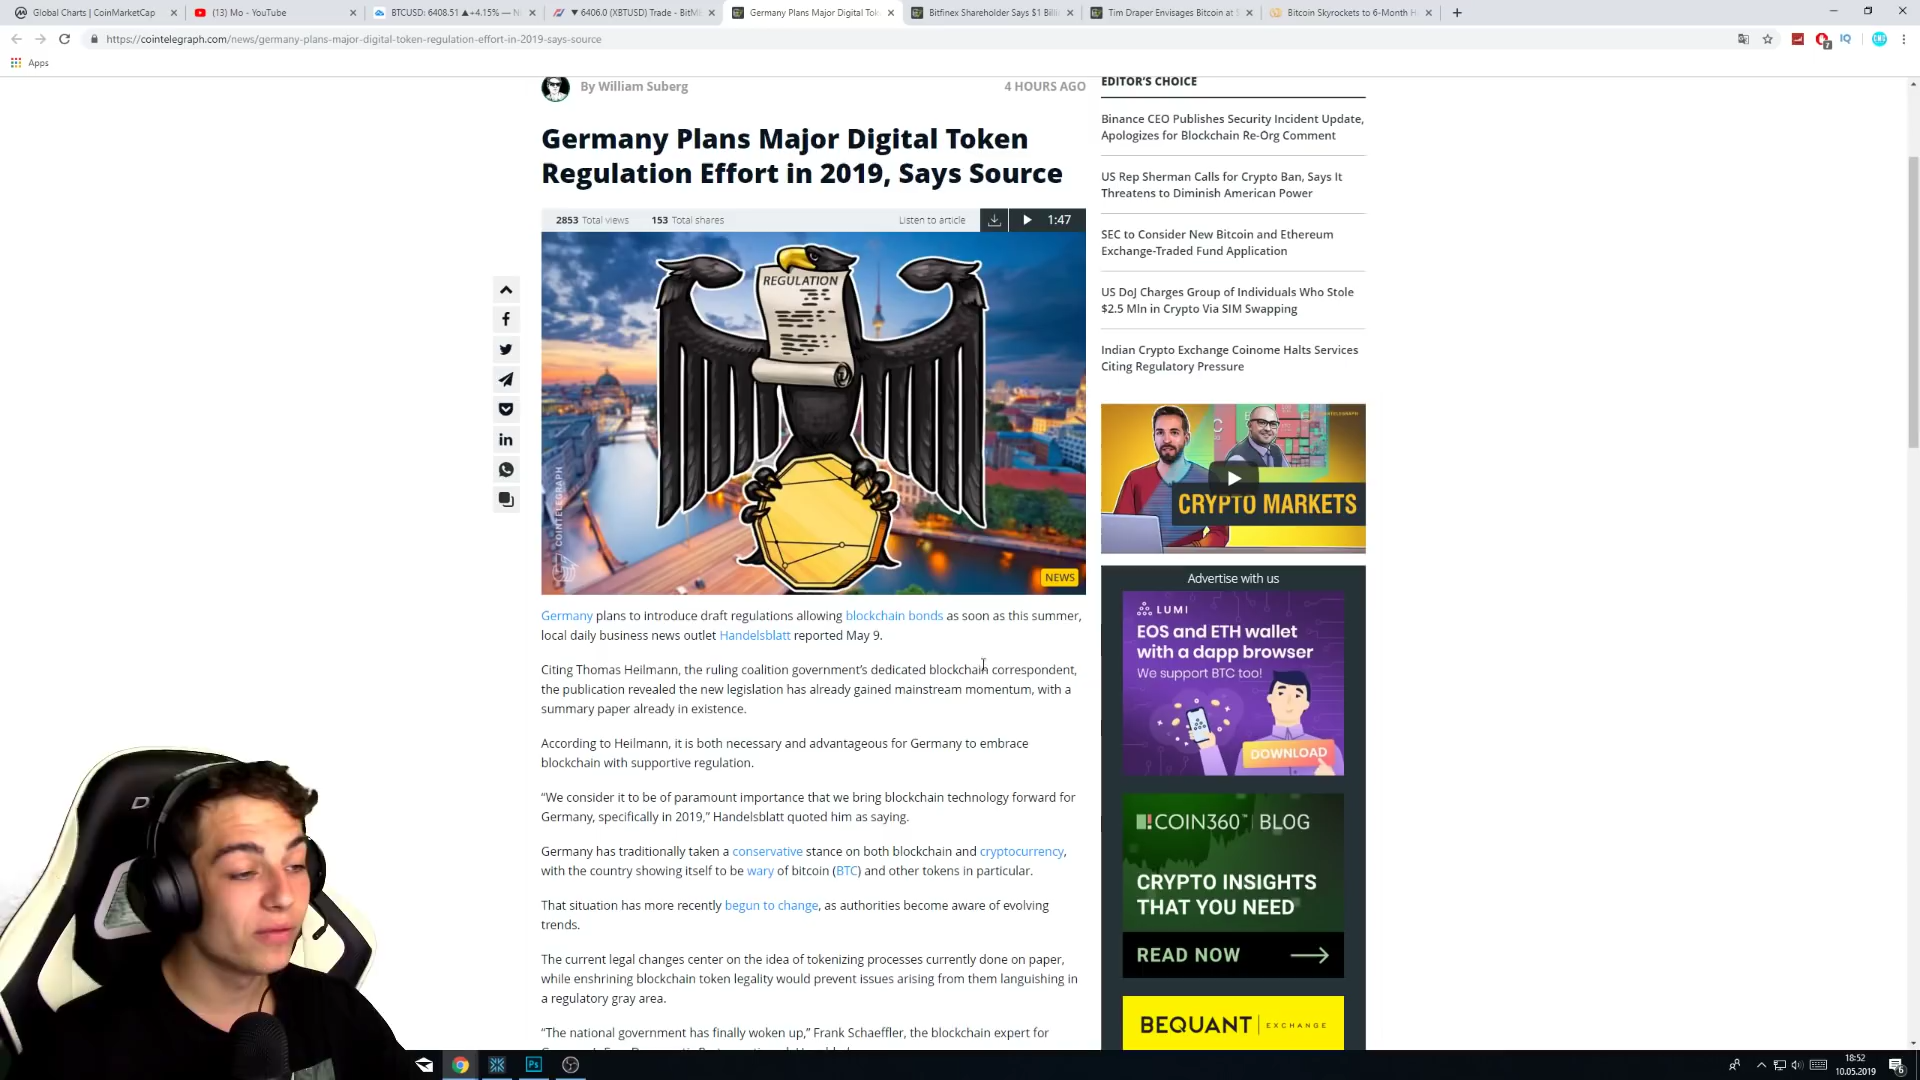 Global Charts | CoinMarketCap
(13) Mo - YouTube
BTCUSD: 6408.51 ▲+4.15% — N
▼ 6406.0 (XBTUSD) Trade - BitME
Germany Plans Major Digital Tok
Bitfinex Shareholder Says $1 Billi
Tim Draper Envisages Bitcoin at
Bitcoin Skyrockets to 6-Month H
https://cointelegraph.com/news/germany-plans-major-digital-token-regulation-effort-in-2019-says-source
7
IQ
Apps
By William Suberg
4 HOURS AGO
Germany Plans Major Digital Token
Regulation Effort in 2019, Says Source
2853 Total views
153 Total shares
Listen to article
1:47
REGULATION
COINTELEGRAPH
NEWS
Germany plans to introduce draft regulations allowing blockchain bonds as soon as this summer,
local daily business news outlet Handelsblatt reported May 9.
Citing Thomas Heilmann, the ruling coalition government's dedicated blockchain correspondent,
the publication revealed the new legislation has already gained mainstream momentum, with a
summary paper already in existence.
According to Heilmann, it is both necessary and advantageous for Germany to embrace
blockchain with supportive regulation.
“We consider it to be of paramount importance that we bring blockchain technology forward for
Germany, specifically in 2019,” Handelsblatt quoted him as saying.
Germany has traditionally taken a conservative stance on both blockchain and cryptocurrency,
with the country showing itself to be wary of bitcoin (BTC) and other tokens in particular.
That situation has more recently begun to change, as authorities become aware of evolving
trends.
The current legal changes center on the idea of tokenizing processes currently done on paper,
while enshrining blockchain token legality would prevent issues arising from them languishing in
a regulatory gray area.
“The national government has finally woken up,” Frank Schaeffler, the blockchain expert for
EDITOR'S CHOICE
Binance CEO Publishes Security Incident Update,
Apologizes for Blockchain Re-Org Comment
US Rep Sherman Calls for Crypto Ban, Says It
Threatens to Diminish American Power
SEC to Consider New Bitcoin and Ethereum
Exchange-Traded Fund Application
US DoJ Charges Group of Individuals Who Stole
$2.5 Mln in Crypto Via SIM Swapping
Indian Crypto Exchange Coinome Halts Services
Citing Regulatory Pressure
CRYPTO MARKETS
Advertise with us
LUMI
EOS and ETH wallet
with a dapp browser
We support BTC too!
DOWNLOAD
COIN360™ BLOG
CRYPTO INSIGHTS
THAT YOU NEED
READ NOW
BEQUANT | EXCHANGE
Ps
18:52
10.05.2019
6